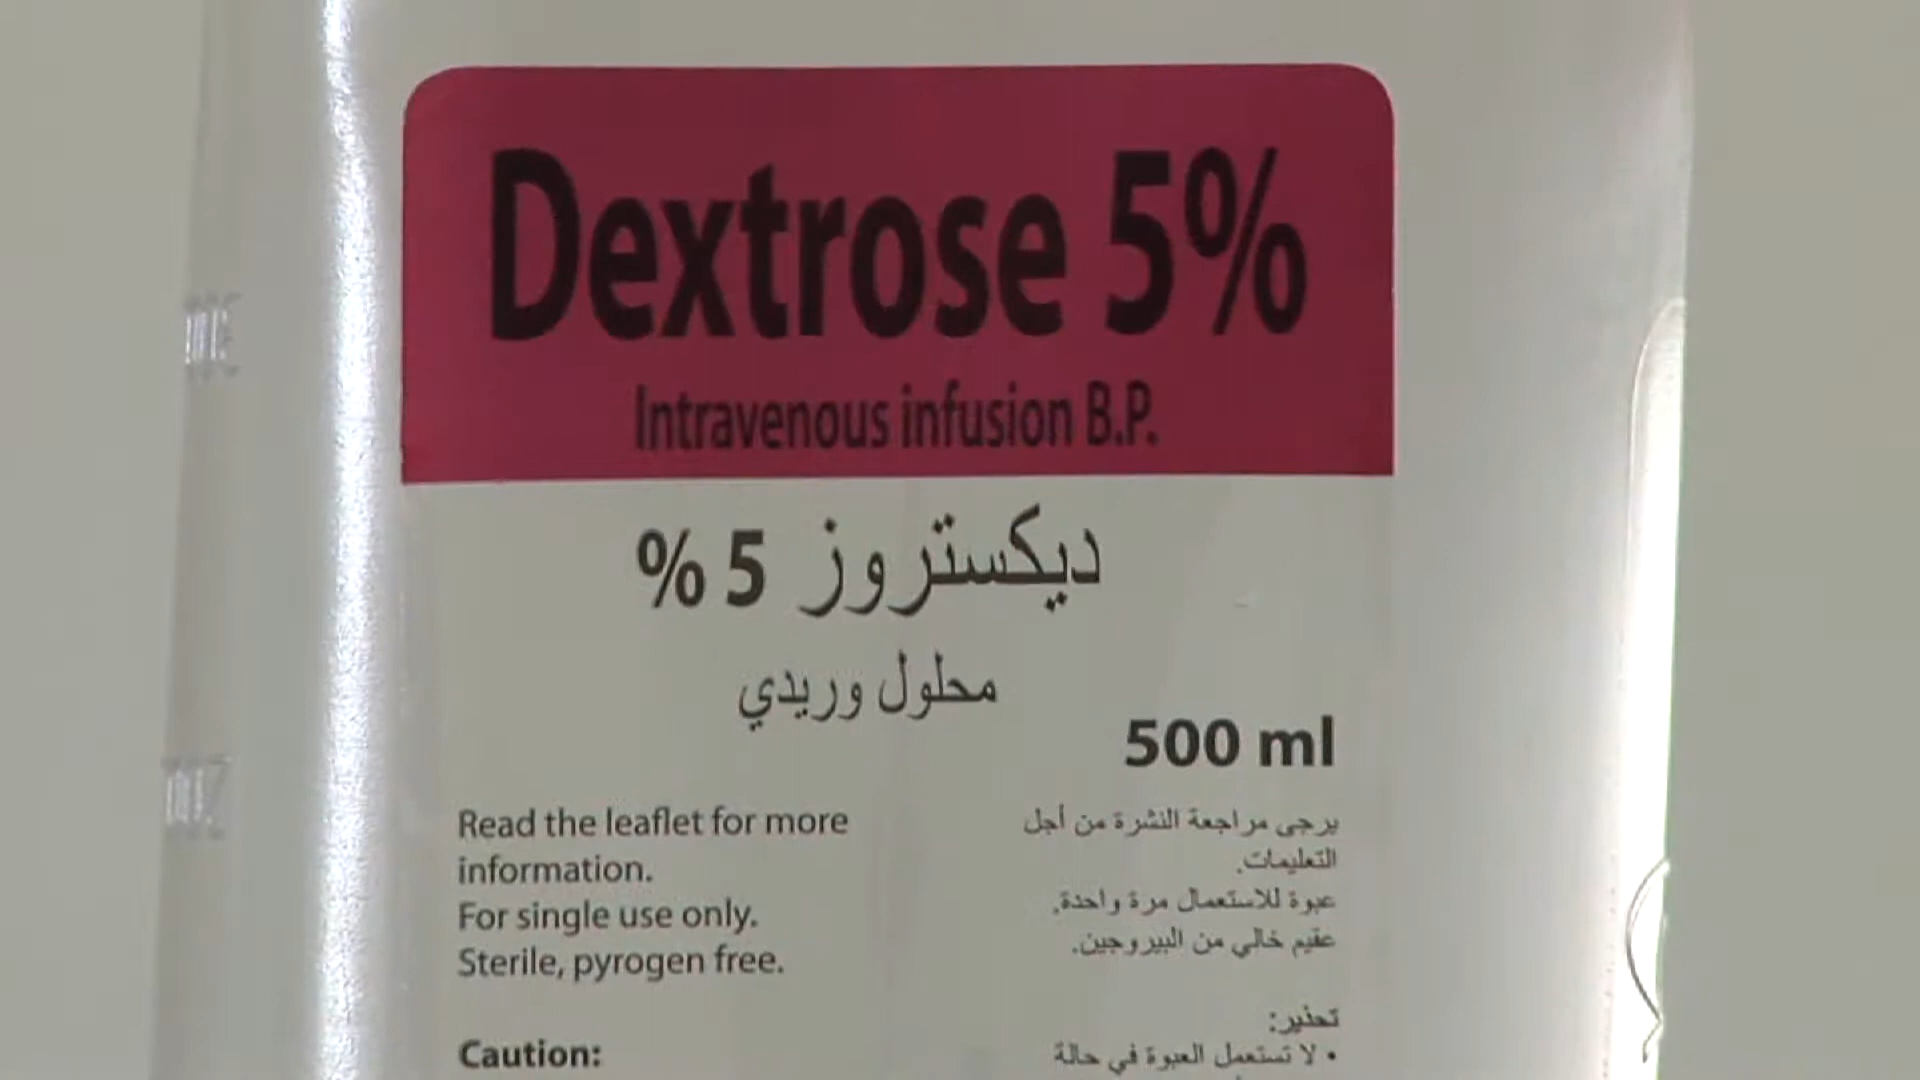 Dextrose 5%
Intravenous infusion B.P.
ديكستروز 5 %
محلول وريدي
500 ml
Read the leaflet for more
information.
For single use only.
Sterile, pyrogen free.
Caution:
يرجى مراجعة النشرة من أجل
التعليمات.
عبوة للاستعمال مرة واحدة.
عقيم خالي من البيروجين.
تحذير:
• لا تستعمل العبوة في حالة